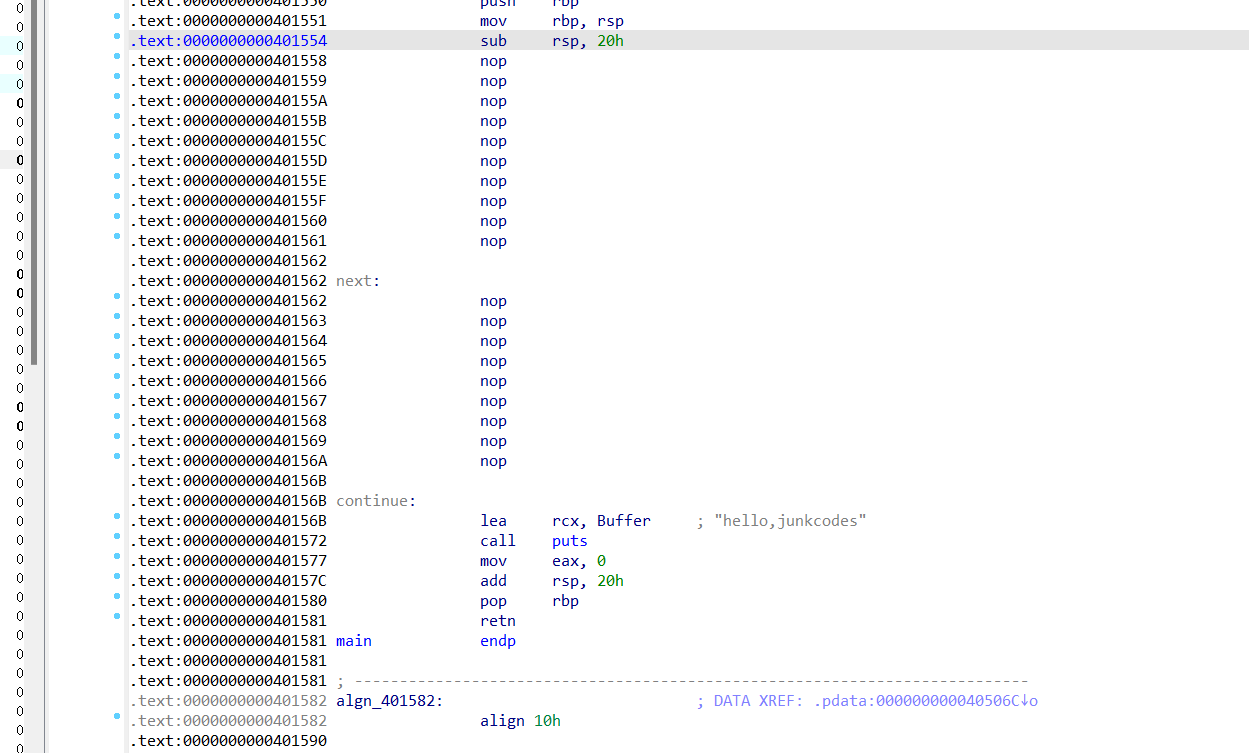 .text:0000000000401550 push rbp
.text:0000000000401551 mov rbp, rsp
.text:0000000000401554 sub rsp, 20h
.text:0000000000401558 nop
.text:0000000000401559 nop
.text:000000000040155A nop
.text:000000000040155B nop
.text:000000000040155C nop
.text:000000000040155D nop
.text:000000000040155E nop
.text:000000000040155F nop
.text:0000000000401560 nop
.text:0000000000401561 nop
.text:0000000000401562
.text:0000000000401562 next:
.text:0000000000401562 nop
.text:0000000000401563 nop
.text:0000000000401564 nop
.text:0000000000401565 nop
.text:0000000000401566 nop
.text:0000000000401567 nop
.text:0000000000401568 nop
.text:0000000000401569 nop
.text:000000000040156A nop
.text:000000000040156B
.text:000000000040156B continue:
.text:000000000040156B lea rcx, Buffer ; "hello,junkcodes"
.text:0000000000401572 call puts
.text:0000000000401577 mov eax, 0
.text:000000000040157C add rsp, 20h
.text:0000000000401580 pop rbp
.text:0000000000401581 retn
.text:0000000000401581 main endp
.text:0000000000401581
.text:0000000000401581 ; ---------------------------------------------------------------------------
.text:0000000000401582 algn_401582: ; DATA XREF: .pdata:000000000040506C↓o
.text:0000000000401582 align 10h
.text:0000000000401590